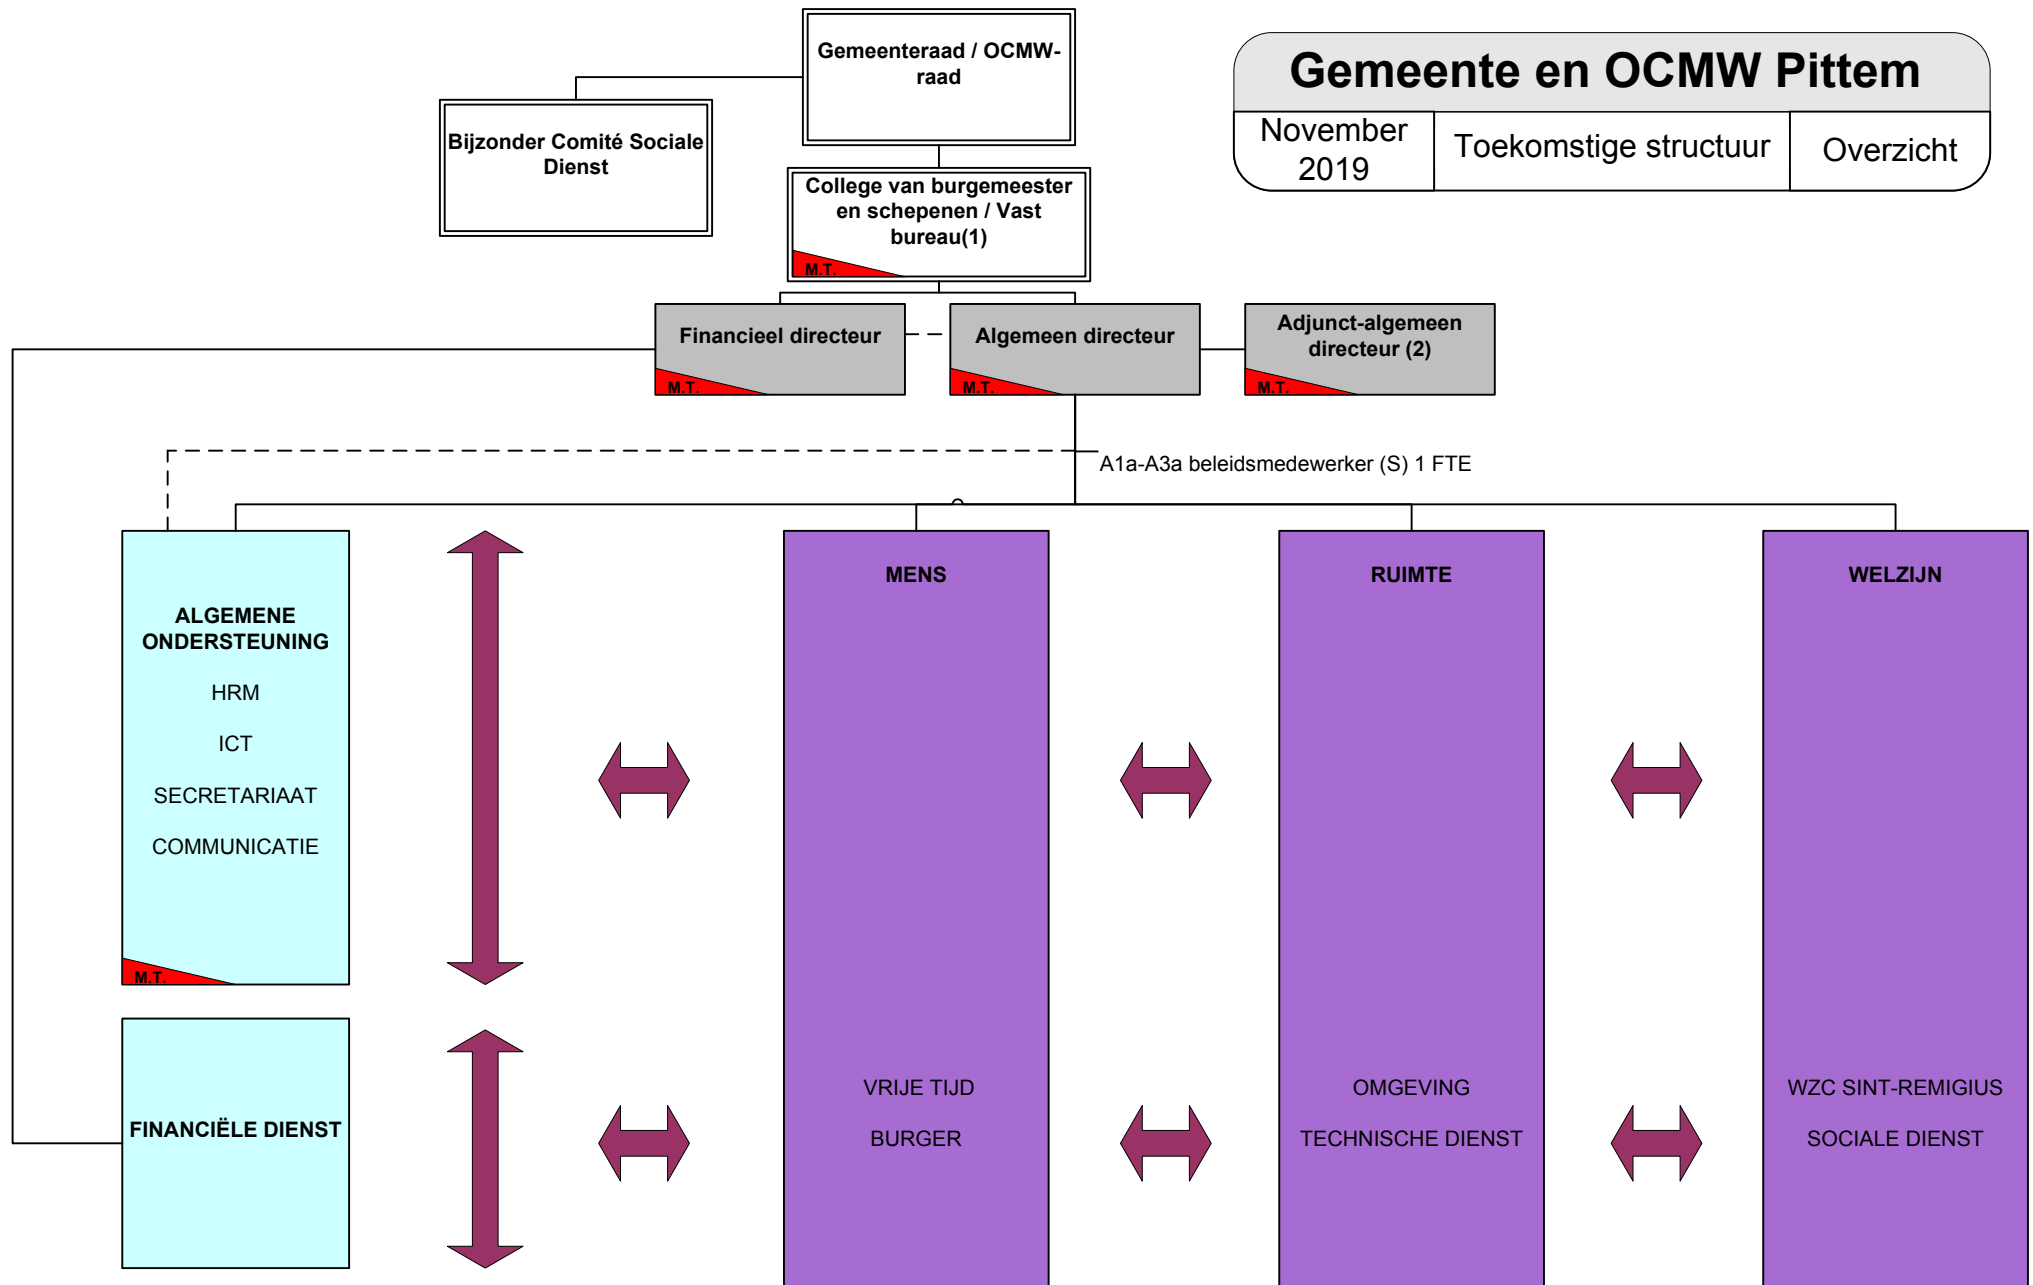 Gemeenteraad / OCMW-
raad
Gemeente en OCMW Pittem
November
2019
Toekomstige structuur
Overzicht
Bijzonder Comité Sociale
Dienst
College van burgemeester
en schepenen / Vast
bureau(1)
M.T.
Financieel directeur
M.T.
Algemeen directeur
M.T.
Adjunct-algemeen
directeur (2)
M.T.
A1a-A3a beleidsmedewerker (S) 1 FTE
ALGEMENE
ONDERSTEUNING
HRM
ICT
SECRETARIAAT
COMMUNICATIE
M.T.
FINANCIËLE DIENST
MENS
VRIJE TIJD
BURGER
RUIMTE
OMGEVING
TECHNISCHE DIENST
WELZIJN
WZC SINT-REMIGIUS
SOCIALE DIENST